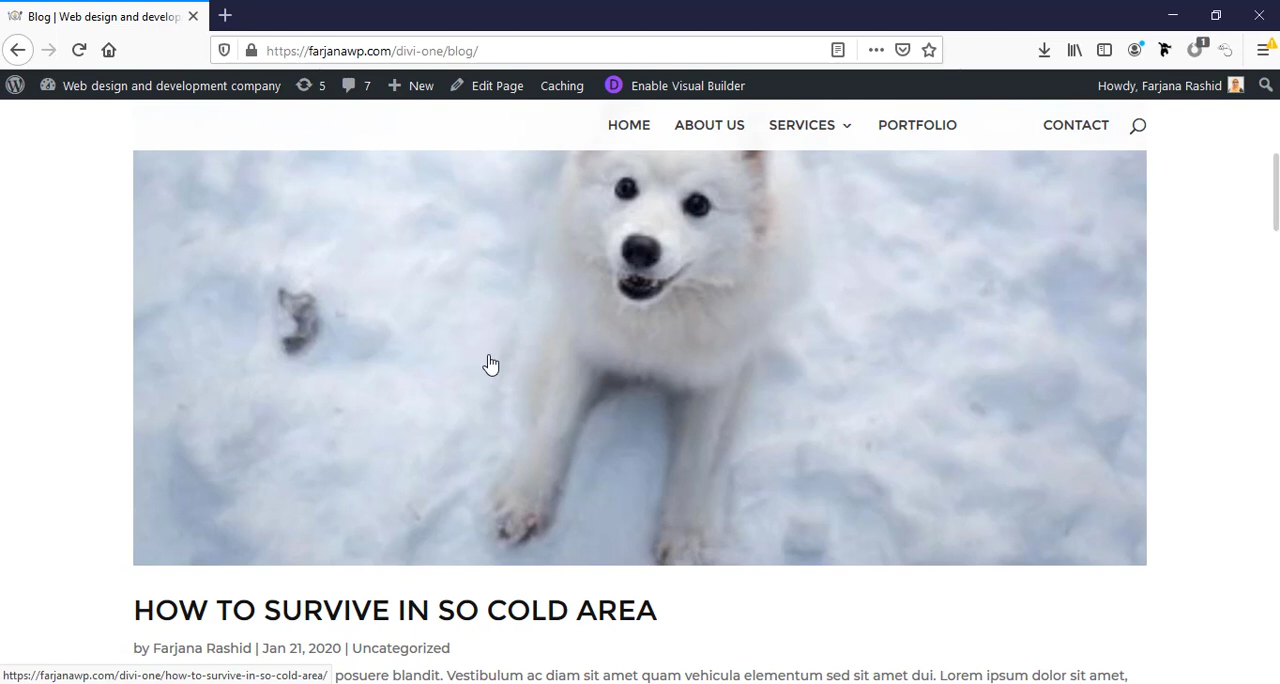 Blog | Web design and develop
https://farjanawp.com/divi-one/blog/
1
Web design and development company 5 7 New Edit Page Caching D Enable Visual Builder Howdy, Farjana Rashid
HOME ABOUT US SERVICES PORTFOLIO CONTACT
HOW TO SURVIVE IN SO COLD AREA
by Farjana Rashid | Jan 21, 2020 | Uncategorized
https://farjanawp.com/divi-one/how-to-survive-in-so-cold-area/ posuere blandit. Vestibulum ac diam sit amet quam vehicula elementum sed sit amet dui. Lorem ipsum dolor sit amet,